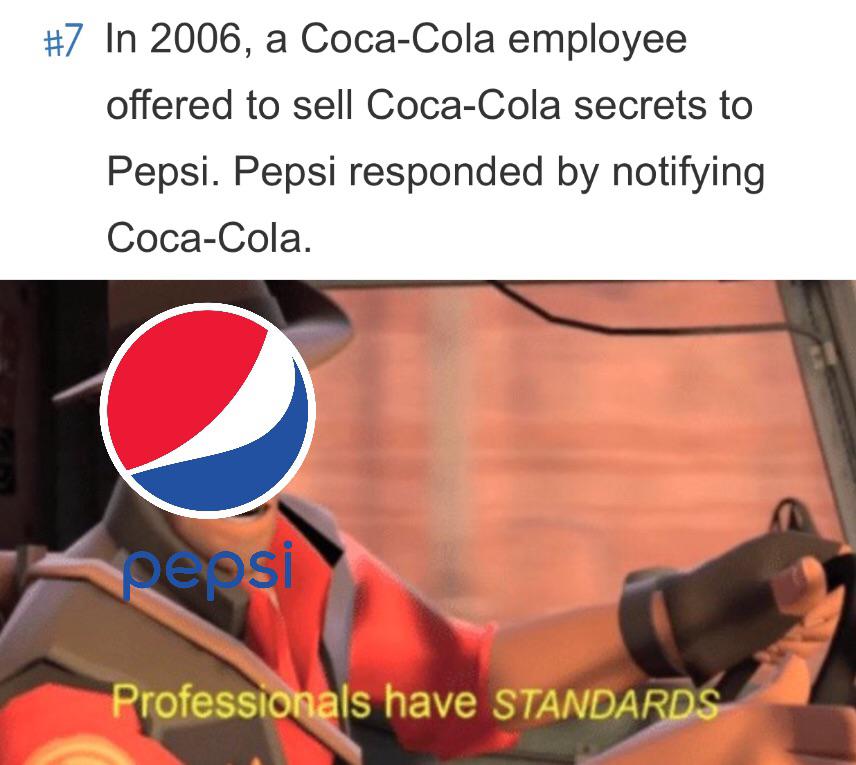 #7 In 2006, a Coca-Cola employee
offered to sell Coca-Cola secrets to
Pepsi. Pepsi responded by notifying
Coca-Cola.
pepsi
Professionals have STANDARDS